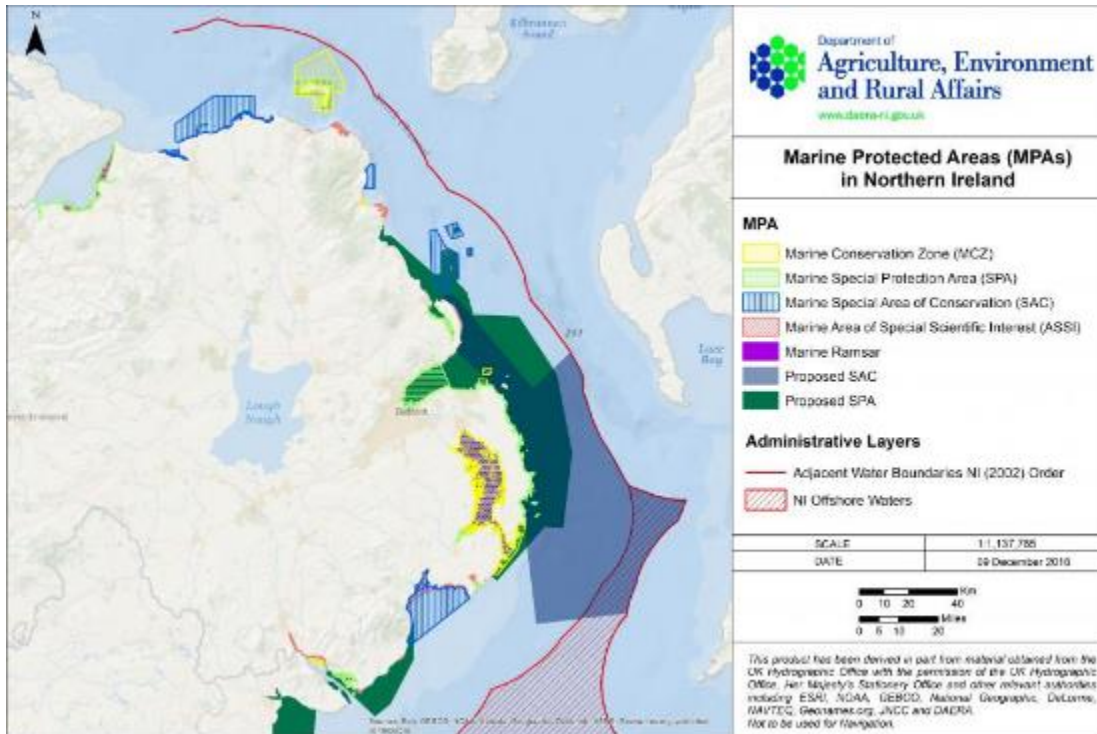 Department of
Agriculture, Environment
and Rural Affairs
www.daera-ni.gov.uk
Marine Protected Areas (MPAs)
in Northern Ireland
MPA
Marine Conservation Zone (MCZ)
Marine Special Protection Area (SPA)
Marine Special Area of Conservation (SAC)
Marine Area of Special Scientific Interest (ASSI)
Marine Ramsar
Proposed SAC
Proposed SPA
Administrative Layers
Adjacent Water Boundaries NI (2002) Order
NI Offshore Waters
SCALE 1:1,137,785
DATE 09 December 2016
Km
0 10 20 40
Miles
0 5 10 20
This product has been derived in part from material obtained from the
UK Hydrographic Office with the permission of the UK Hydrographic
Office, Her Majesty's Stationery Office and other relevant authorities
including ESRI, NOAA, GEBCO, National Geographic, DeLorme,
NAVTEQ, Geonames.org, JNCC and DAERA.
Not to be used for Navigation.
N
Kilbrannan
Sound
Luce
Bay
Lough
Neagh
Belfast